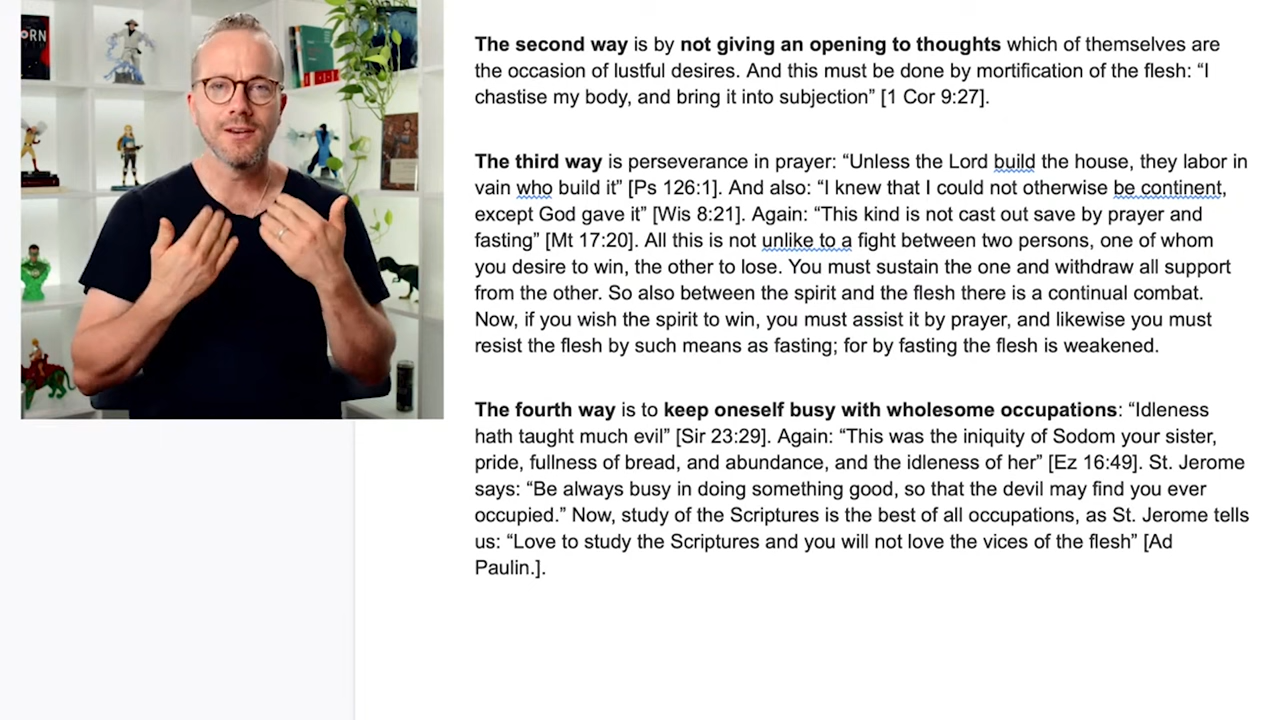 ORN
The second way is by not giving an opening to thoughts which of themselves are
the occasion of lustful desires. And this must be done by mortification of the flesh: “I
chastise my body, and bring it into subjection” [1 Cor 9:27].
The third way is perseverance in prayer: “Unless the Lord build the house, they labor in
vain who build it” [Ps 126:1]. And also: “I knew that I could not otherwise be continent,
except God gave it” [Wis 8:21]. Again: “This kind is not cast out save by prayer and
fasting” [Mt 17:20]. All this is not unlike to a fight between two persons, one of whom
you desire to win, the other to lose. You must sustain the one and withdraw all support
from the other. So also between the spirit and the flesh there is a continual combat.
Now, if you wish the spirit to win, you must assist it by prayer, and likewise you must
resist the flesh by such means as fasting; for by fasting the flesh is weakened.
The fourth way is to keep oneself busy with wholesome occupations: “Idleness
hath taught much evil” [Sir 23:29]. Again: “This was the iniquity of Sodom your sister,
pride, fullness of bread, and abundance, and the idleness of her” [Ez 16:49]. St. Jerome
says: “Be always busy in doing something good, so that the devil may find you ever
occupied.” Now, study of the Scriptures is the best of all occupations, as St. Jerome tells
us: “Love to study the Scriptures and you will not love the vices of the flesh” [Ad
Paulin.].